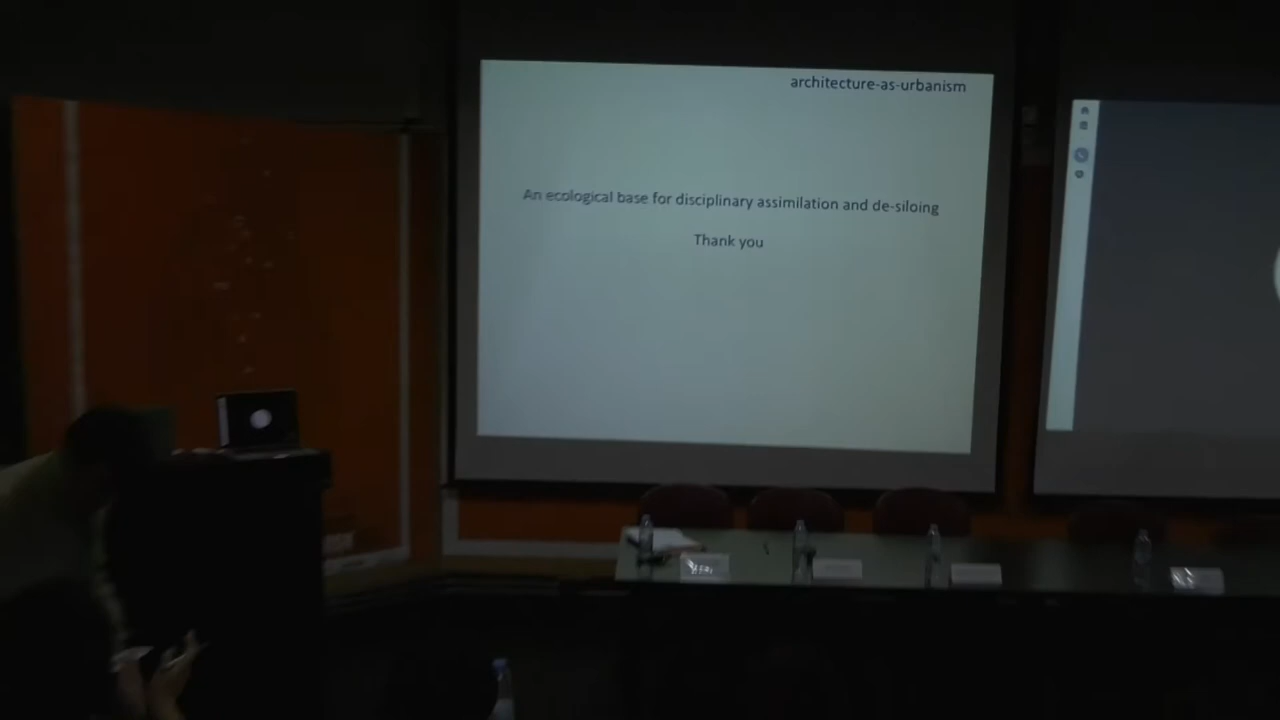 architecture-as-urbanism
An ecological base for disciplinary assimilation and de-siloing
Thank you